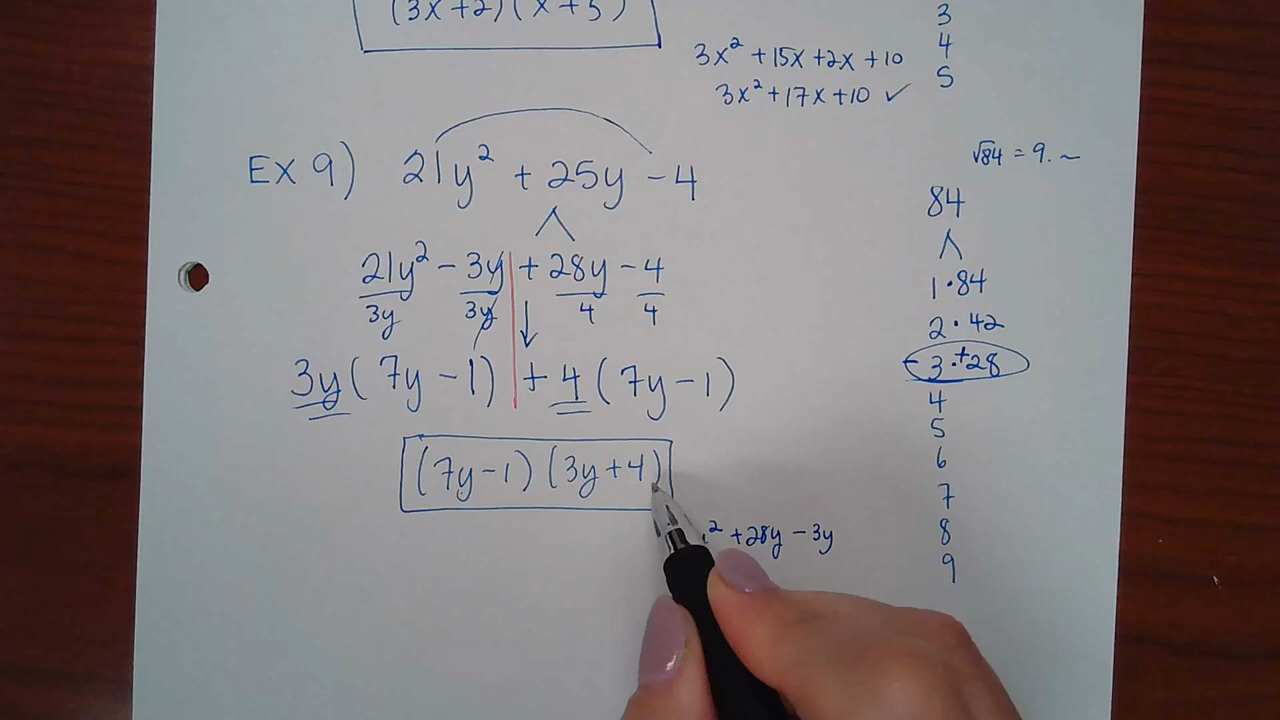 (3x+2)(x+5)
3x² +15x+2x +10
3x²+17x+10 ✓
3
4
5
EX 9) 21y² + 25y - 4
21y² - 3y + 28y - 4
3y 3y 4 4
3y(7y-1) + 4(7y-1)
(7y-1)(3y+4)
² +28y - 3y
√84 = 9. ~
84
1·84
2·42
-3·+28
4
5
6
7
8
9